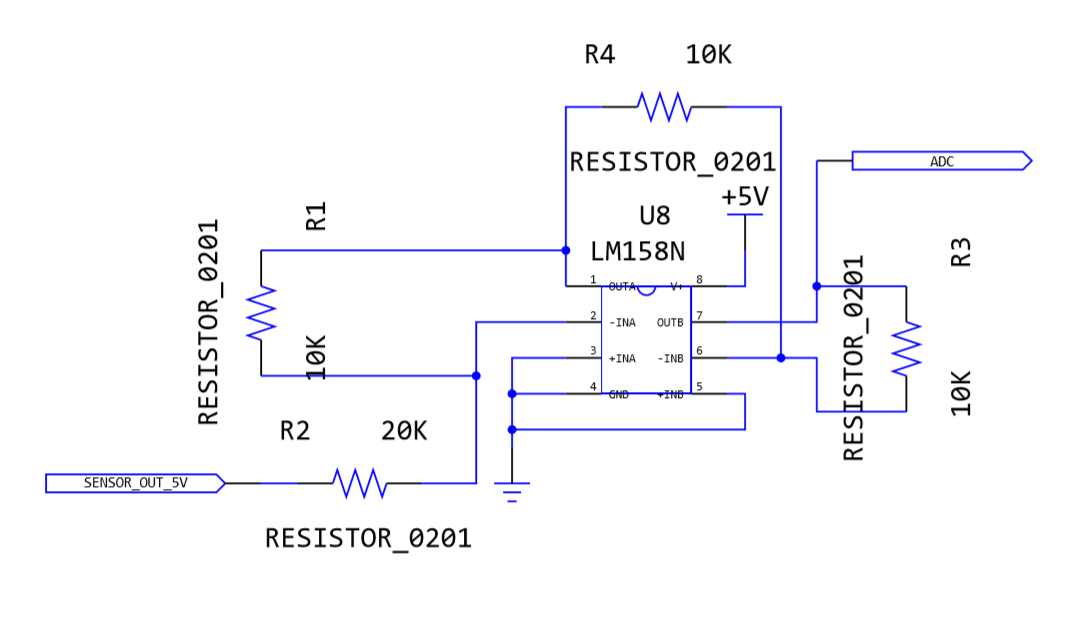 R4 10K
RESISTOR_0201
ADC
+5V
U8
LM158N
R1
RESISTOR_0201
10K
R3
RESISTOR_0201
10K
1 OUTA V+ 8
2 -INA OUTB 7
3 +INA -INB 6
4 GND +INB 5
R2 20K
SENSOR_OUT_5V
RESISTOR_0201